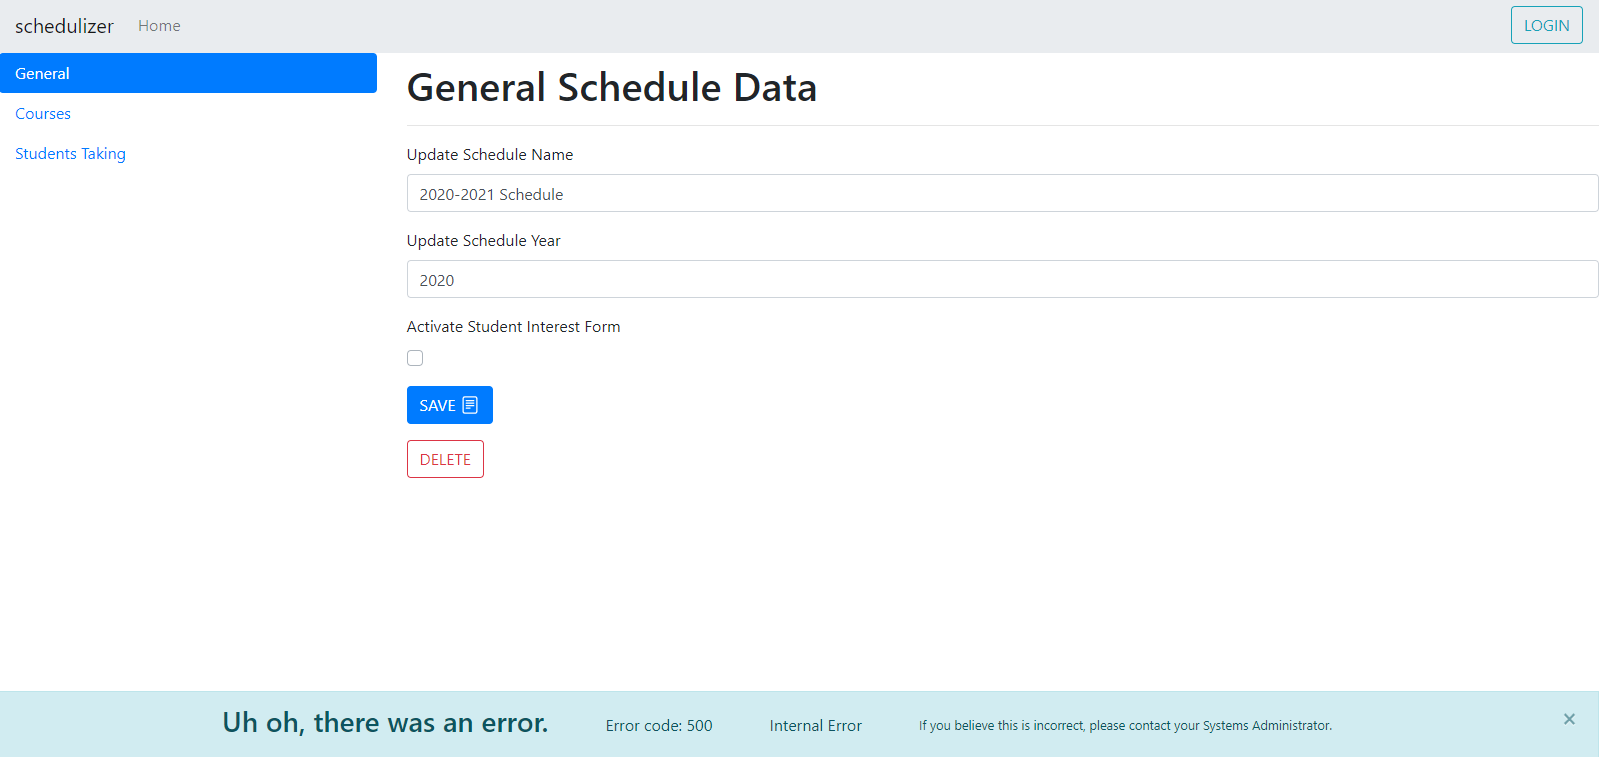 schedulizer Home LOGIN
General
Courses
Students Taking
General Schedule Data
Update Schedule Name
2020-2021 Schedule
Update Schedule Year
2020
Activate Student Interest Form
SAVE
DELETE
Uh oh, there was an error. Error code: 500 Internal Error If you believe this is incorrect, please contact your Systems Administrator. ×